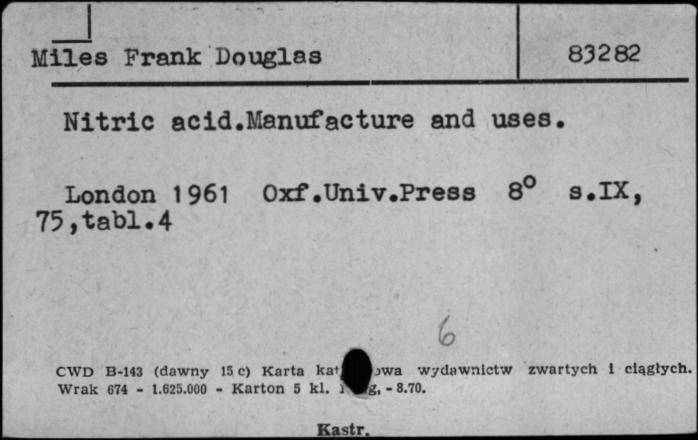 Miles Frank Douglas 83282
Nitric acid.Manufacture and uses.
London 1961 Oxf.Univ.Press 8° s.IX,
75,tabl.4
6
CWD B-143 (dawny 15 c) Karta wydawnictw zwartych i ciągłych.
Wrak 674 - 1.625.000 - Karton 5 kl. - 8.70.
Kastr.